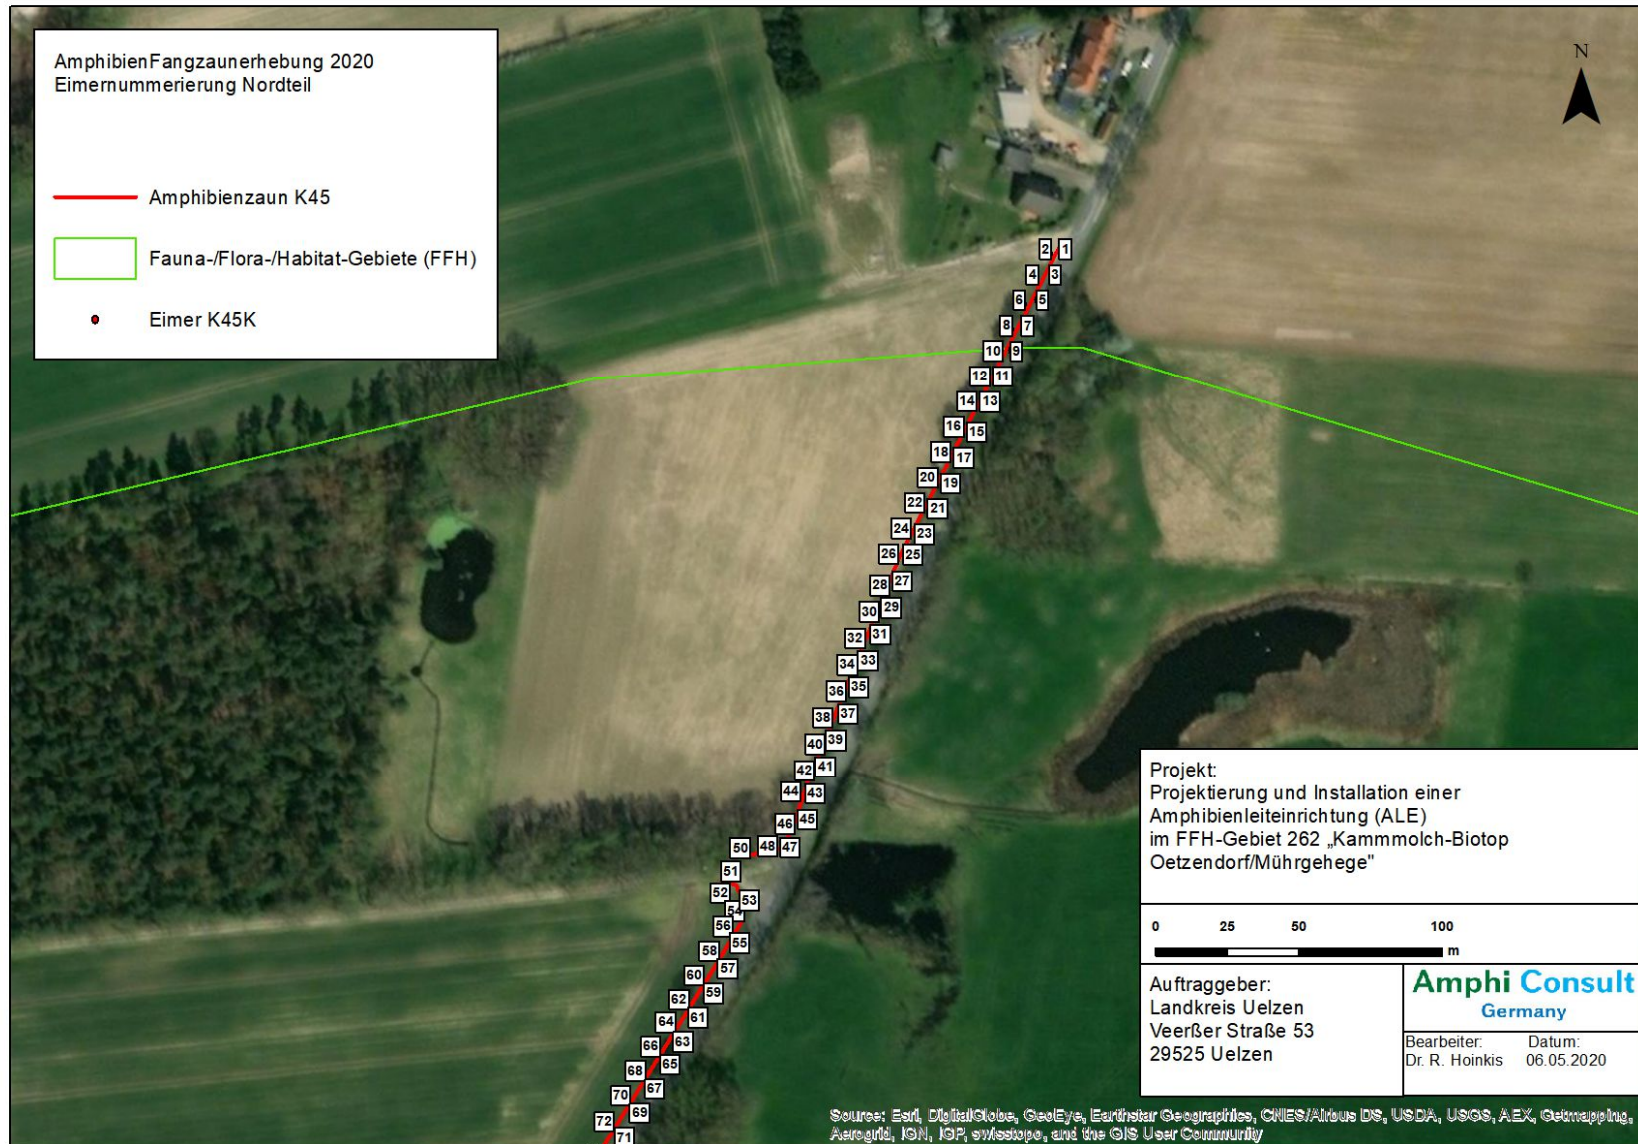 AmphibienFangzaunerhebung 2020
Eimernummerierung Nordteil
Amphibienzaun K45
Fauna-/Flora-/Habitat-Gebiete (FFH)
Eimer K45K
N
2 1
4 3
6 5
8 7
10 9
12 11
14 13
16 15
18 17
20 19
22 21
24 23
26 25
28 27
30 29
32 31
34 33
36 35
38 37
40 39
42 41
44 43
46 45
50 48 47
51
52 53
54
56 55
58 57
60 59
62 61
64 63
66 65
68 67
70 69
72 71
Projekt:
Projektierung und Installation einer
Amphibienleiteinrichtung (ALE)
im FFH-Gebiet 262 „Kammmolch-Biotop
Oetzendorf/Mührgehege"
0 25 50 100
m
Auftraggeber:
Landkreis Uelzen
Veerßer Straße 53
29525 Uelzen
Amphi Consult
Germany
Bearbeiter: Datum:
Dr. R. Hoinkis 06.05.2020
Source: Esri, DigitalGlobe, GeoEye, Earthstar Geographics, CNES/Airbus DS, USDA, USGS, AEX, Getmapping,
Aerogrid, IGN, IGP, swisstopo, and the GIS User Community